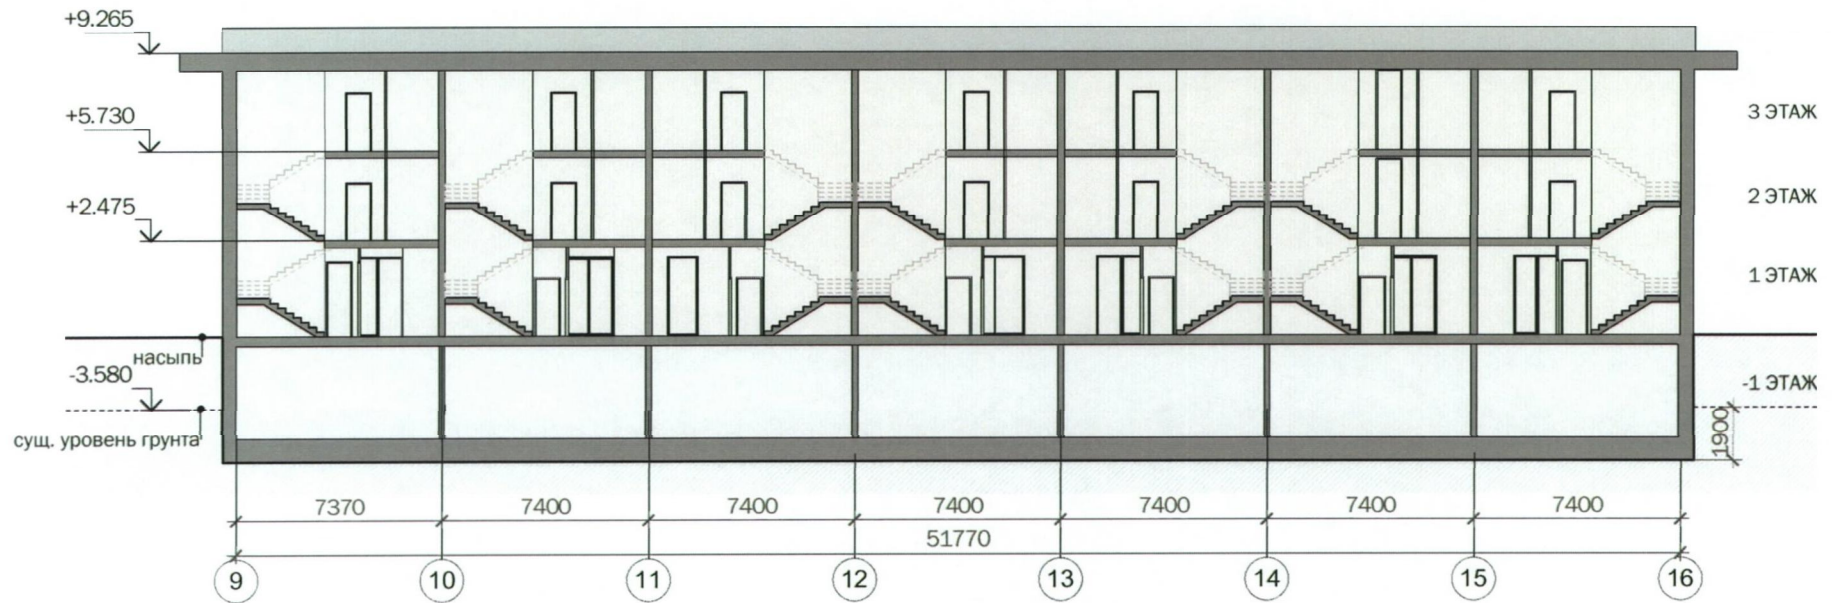 +9.265
+5.730
3 ЭТАЖ
+2.475
2 ЭТАЖ
1 ЭТАЖ
насыпь
-3.580
-1 ЭТАЖ
сущ. уровень грунта
1900
7370 7400 7400 7400 7400 7400 7400
51770
9 10 11 12 13 14 15 16